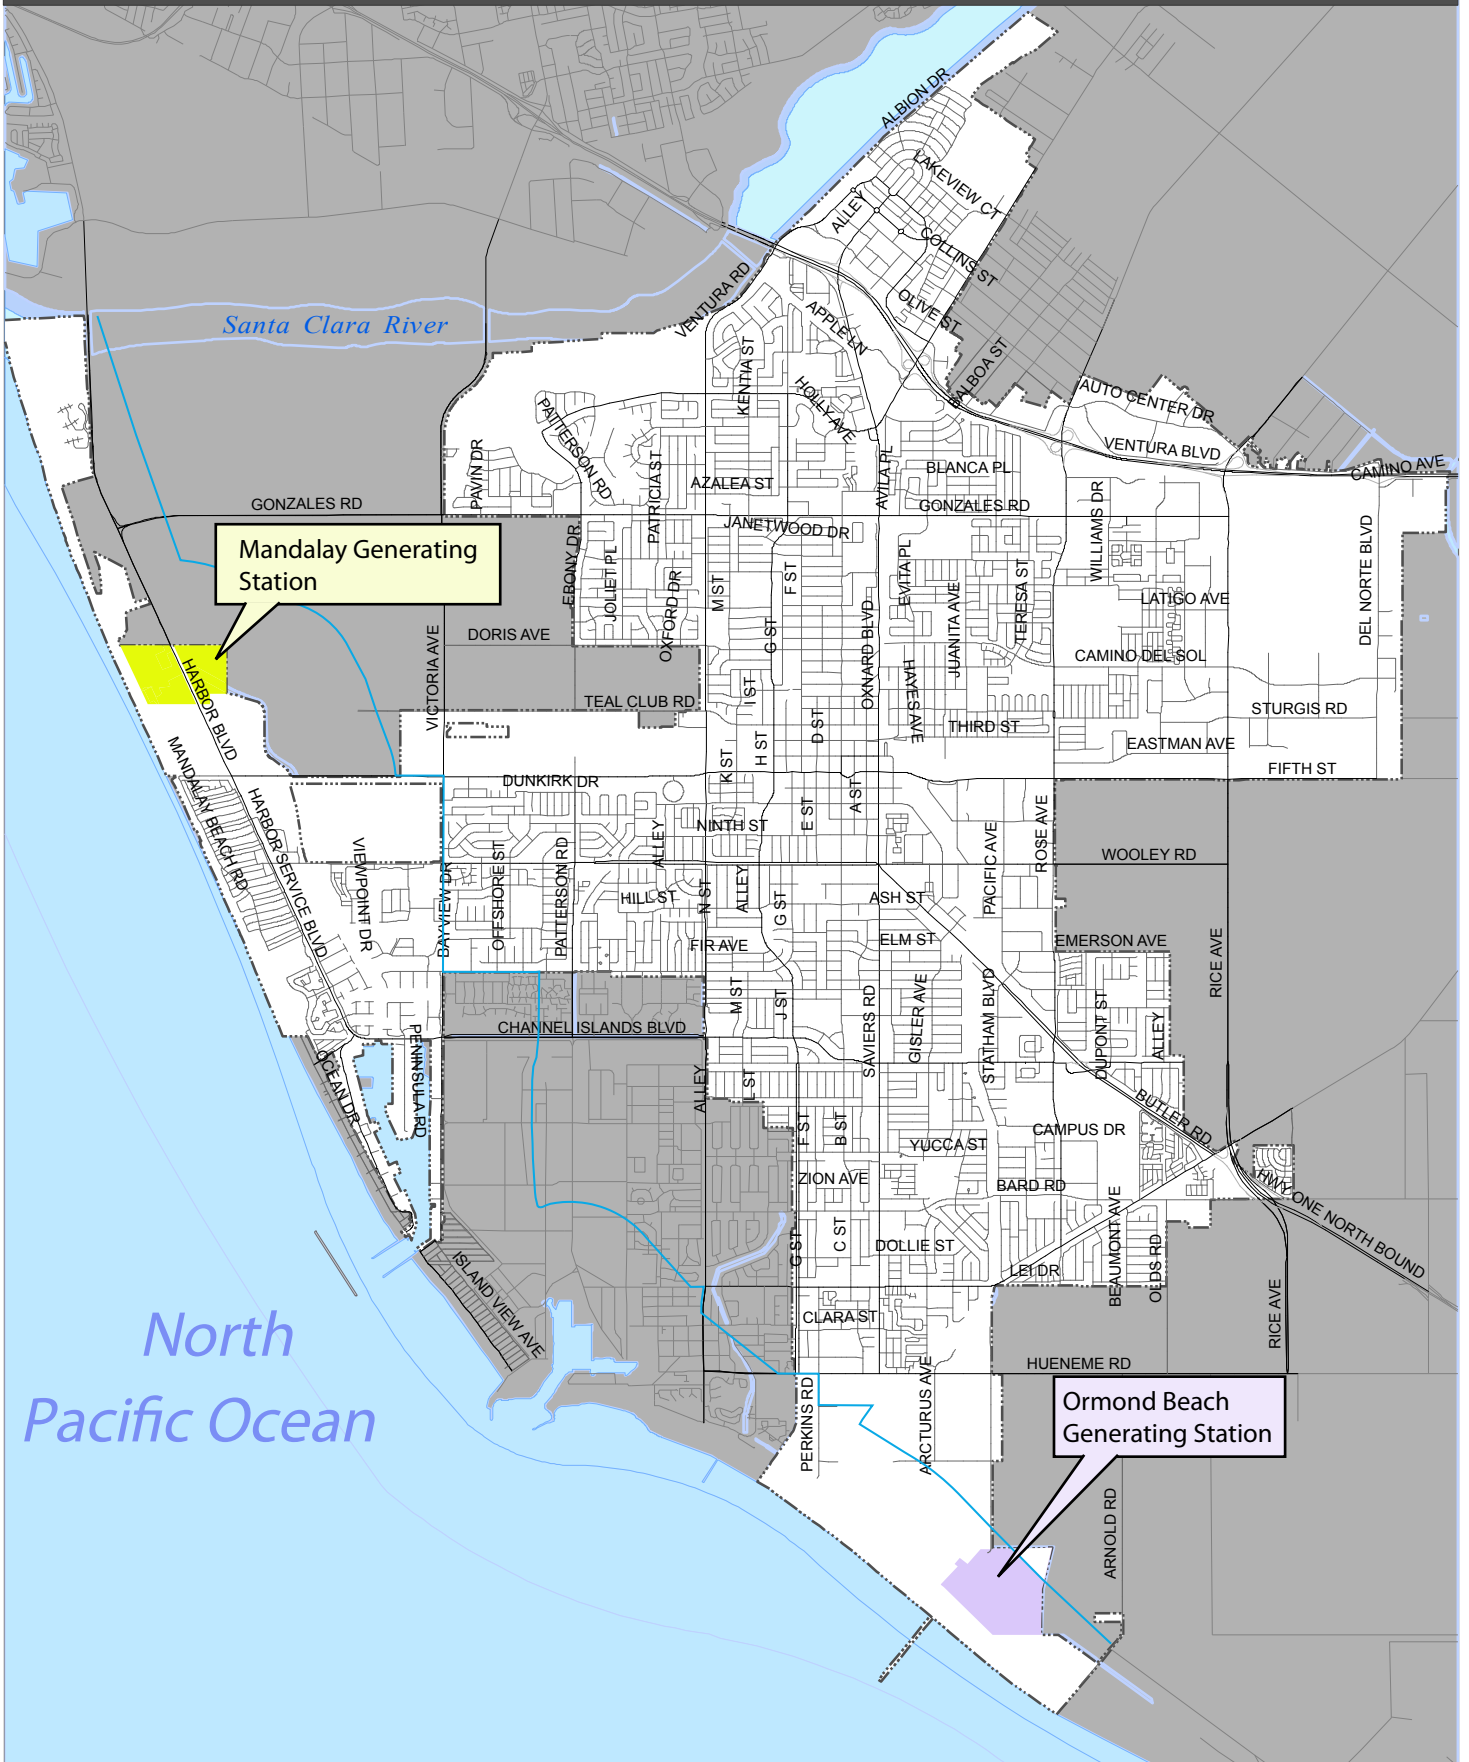 ALBION DR
LAKEVIEW CT
ALLEY
COLLINS ST
VENTURA RD
OLIVE ST
Santa Clara River
APPLE LN
KENTIA ST
BALBOA ST
HOLLY AVE
AUTO CENTER DR
PATTERSON RD
VENTURA BLVD
PAVIN DR
PATRICIA ST
AVILA PL
BLANCA PL
CAMINO AVE
AZALEA ST
GONZALES RD
GONZALES RD
WILLIAMS DR
JANETWOOD DR
DEL NORTE BLVD
Mandalay Generating
Station
EBONY DR
JOLIET PL
OXFORD DR
M ST
F ST
EVITA PL
JUANITA AVE
TERESA ST
LATIGO AVE
DORIS AVE
G ST
OXNARD BLVD
VICTORIA AVE
CAMINO DEL SOL
HARBOR BLVD
TEAL CLUB RD
I ST
HAYES AVE
STURGIS RD
D ST
THIRD ST
H ST
EASTMAN AVE
K ST
FIFTH ST
DUNKIRK DR
MANDALAY BEACH RD
HARBOR SERVICE BLVD
A ST
E ST
NINTH ST
ALLEY
ROSE AVE
PACIFIC AVE
WOOLEY RD
VIEWPOINT DR
BAYVIEW DR
OFFSHORE ST
PATTERSON RD
HILL ST
N ST
ALLEY
G ST
ASH ST
FIR AVE
ELM ST
EMERSON AVE
RICE AVE
M ST
J ST
SAVIERS RD
GISLER AVE
STATHAM BLVD
DUPONT ST
ALLEY
CHANNEL ISLANDS BLVD
OCEAN DR
PENINSULA RD
ALLEY
L ST
F ST
B ST
BUTLER RD
CAMPUS DR
YUCCA ST
ZION AVE
BARD RD
HWY ONE NORTH BOUND
G ST
C ST
DOLLIE ST
BEAUMONT AVE
OLDS RD
LEI DR
ISLAND VIEW AVE
CLARA ST
RICE AVE
North
Pacific Ocean
HUENEME RD
PERKINS RD
ARCTURUS AVE
Ormond Beach
Generating Station
ARNOLD RD